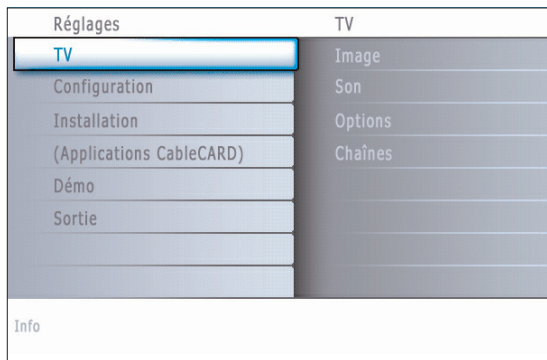 Réglages
TV
Configuration
Installation
(Applications CableCARD)
Démo
Sortie
TV
Image
Son
Options
Chaînes
Info